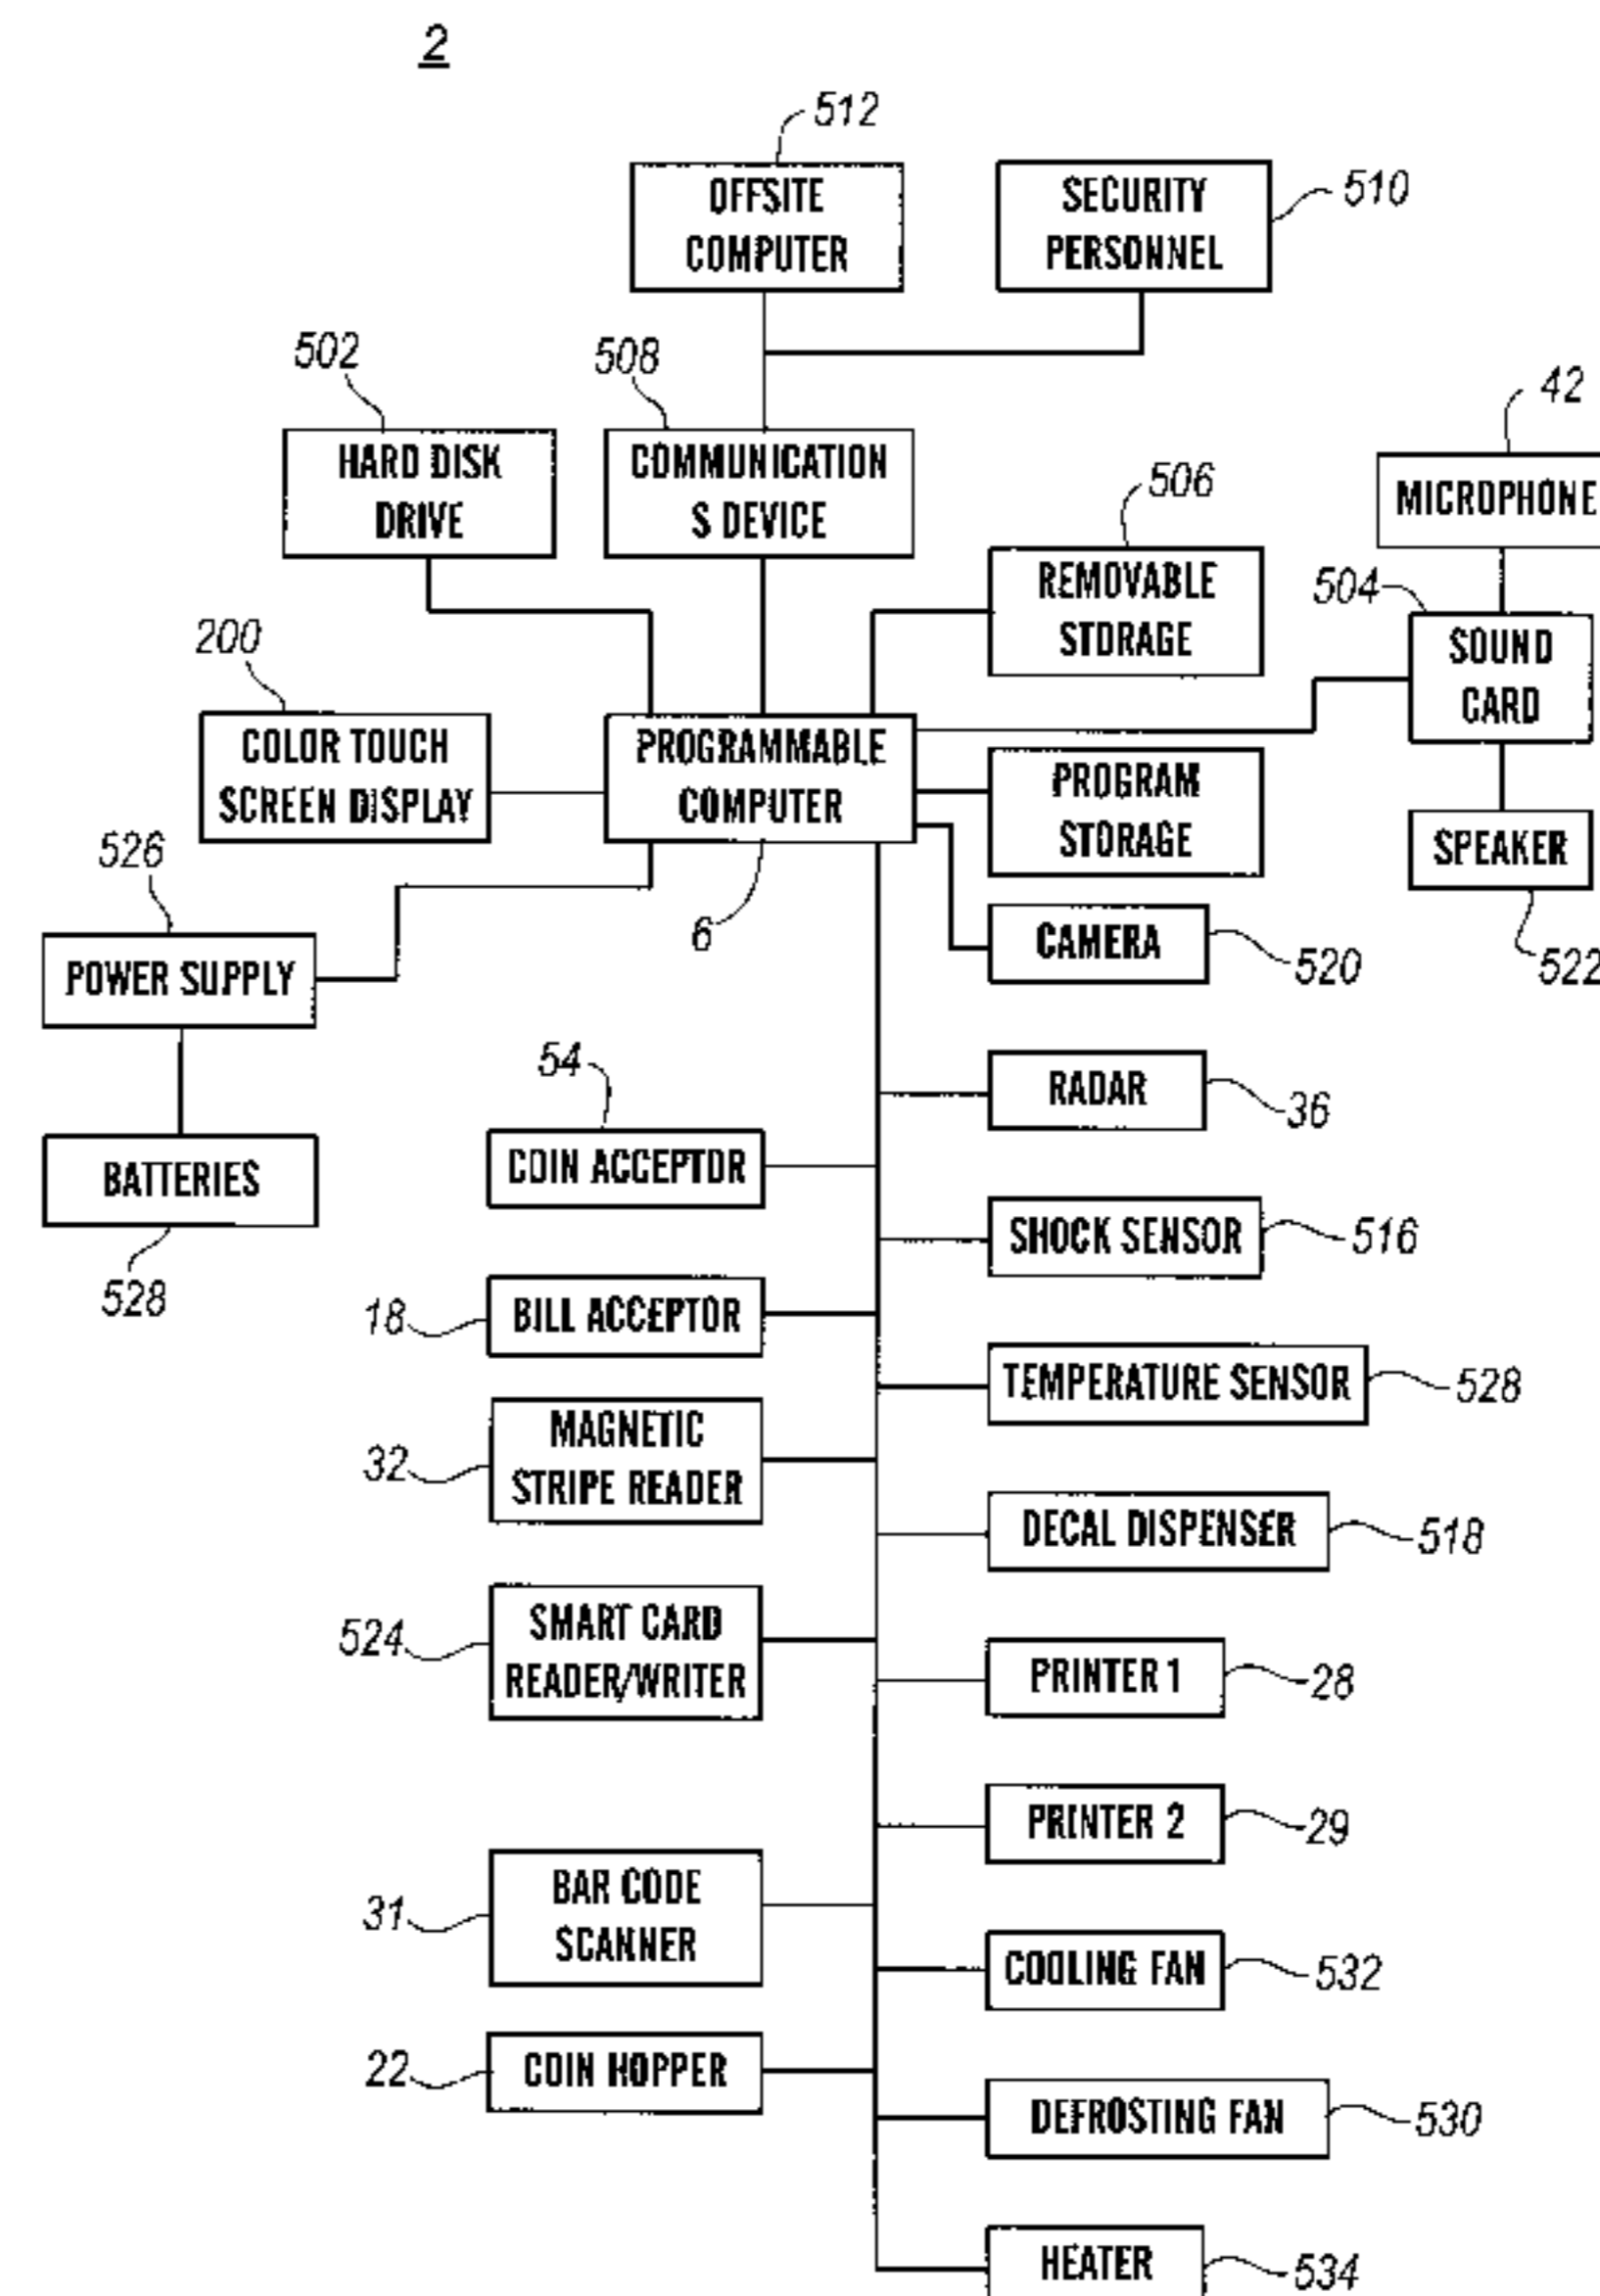 2
512
OFFSITE
COMPUTER
SECURITY
PERSONNEL
510
502
HARD DISK
DRIVE
508
COMMUNICATION
S DEVICE
506
REMOVABLE
STORAGE
42
MICROPHONE
504
SOUND
CARD
SPEAKER
522
200
COLOR TOUCH
SCREEN DISPLAY
PROGRAMMABLE
COMPUTER
6
PROGRAM
STORAGE
CAMERA
520
526
POWER SUPPLY
BATTERIES
528
54
COIN ACCEPTOR
RADAR
36
SHOCK SENSOR
516
18
BILL ACCEPTOR
TEMPERATURE SENSOR
528
32
MAGNETIC
STRIPE READER
DECAL DISPENSER
518
524
SMART CARD
READER/WRITER
PRINTER 1
28
PRINTER 2
29
31
BAR CODE
SCANNER
COOLING FAN
532
22
COIN HOPPER
DEFROSTING FAN
530
HEATER
534